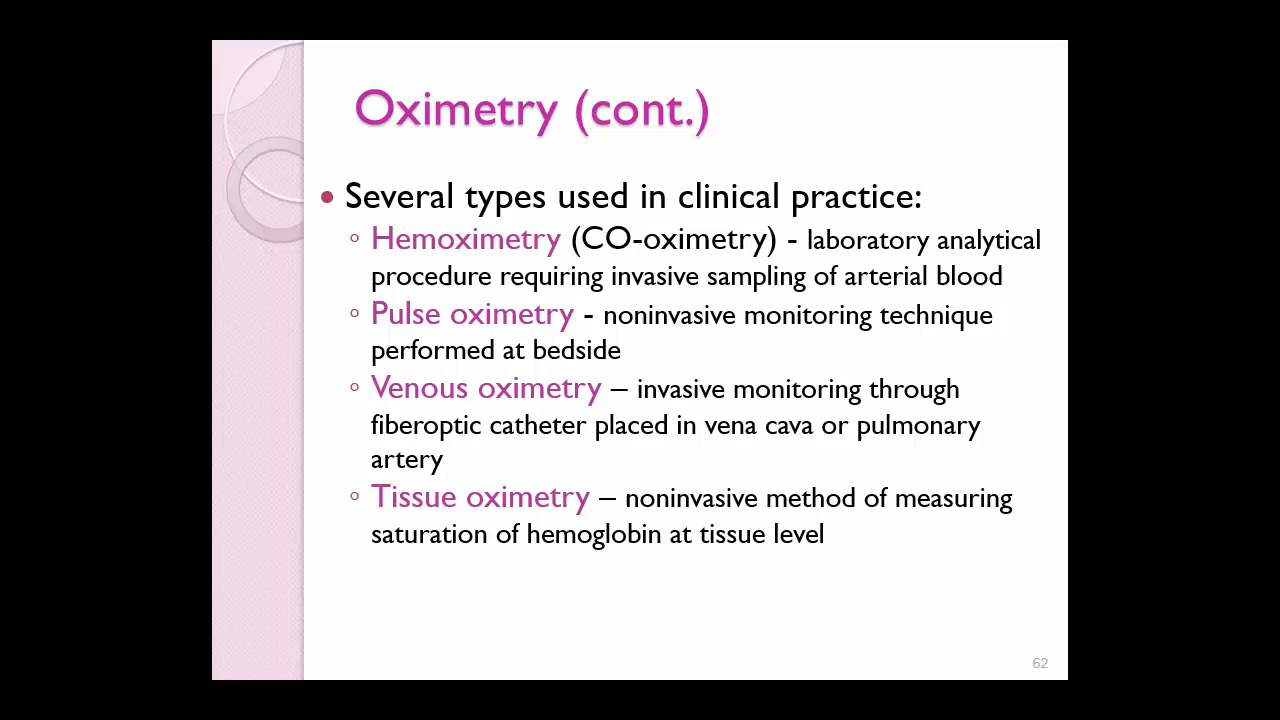 Oximetry (cont.)
• Several types used in clinical practice:
◦ Hemoximetry (CO-oximetry) - laboratory analytical
procedure requiring invasive sampling of arterial blood
◦ Pulse oximetry - noninvasive monitoring technique
performed at bedside
◦ Venous oximetry – invasive monitoring through
fiberoptic catheter placed in vena cava or pulmonary
artery
◦ Tissue oximetry – noninvasive method of measuring
saturation of hemoglobin at tissue level
62